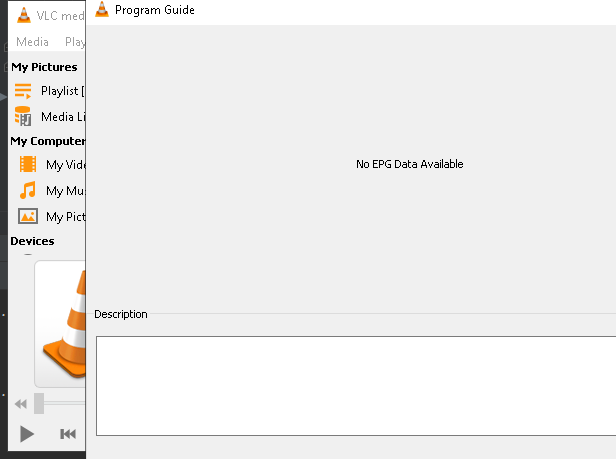 VLC med
Program Guide
Media Play
My Pictures
Playlist [
Media Li
My Computer
My Vide
My Mus
My Pict
Devices
No EPG Data Available
Description